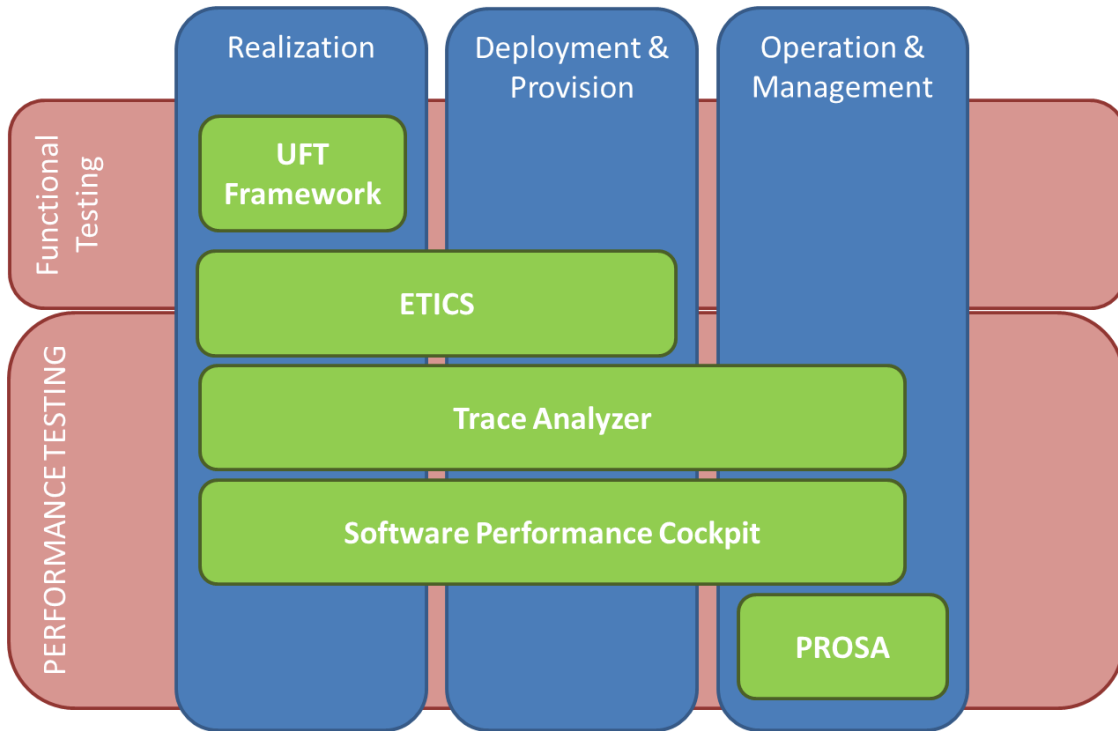 Realization
Deployment &
Provision
Operation &
Management
Functional
Testing
UFT
Framework
ETICS
PERFORMANCE TESTING
Trace Analyzer
Software Performance Cockpit
PROSA